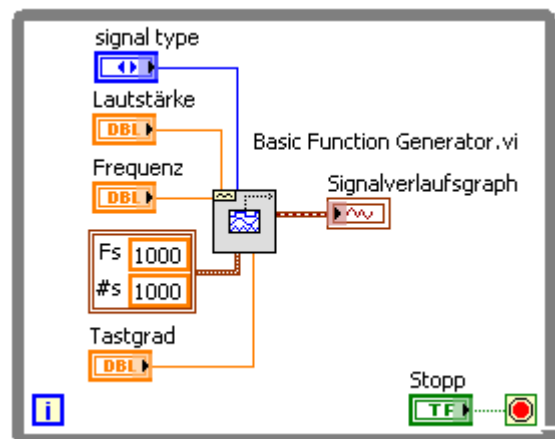 signal type
Lautstärke
DBL
Basic Function Generator.vi
Frequenz
DBL
Signalverlaufsgraph
Fs 1000
#s 1000
Tastgrad
DBL
Stopp
TF
i